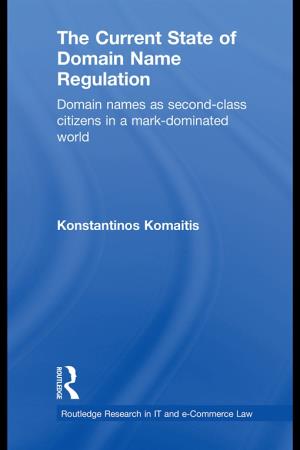 The Current State of
Domain Name
Regulation
Domain names as second-class
citizens in a mark-dominated
world
Konstantinos Komaitis
ROUTLEDGE
Routledge Research in IT and e-Commerce Law